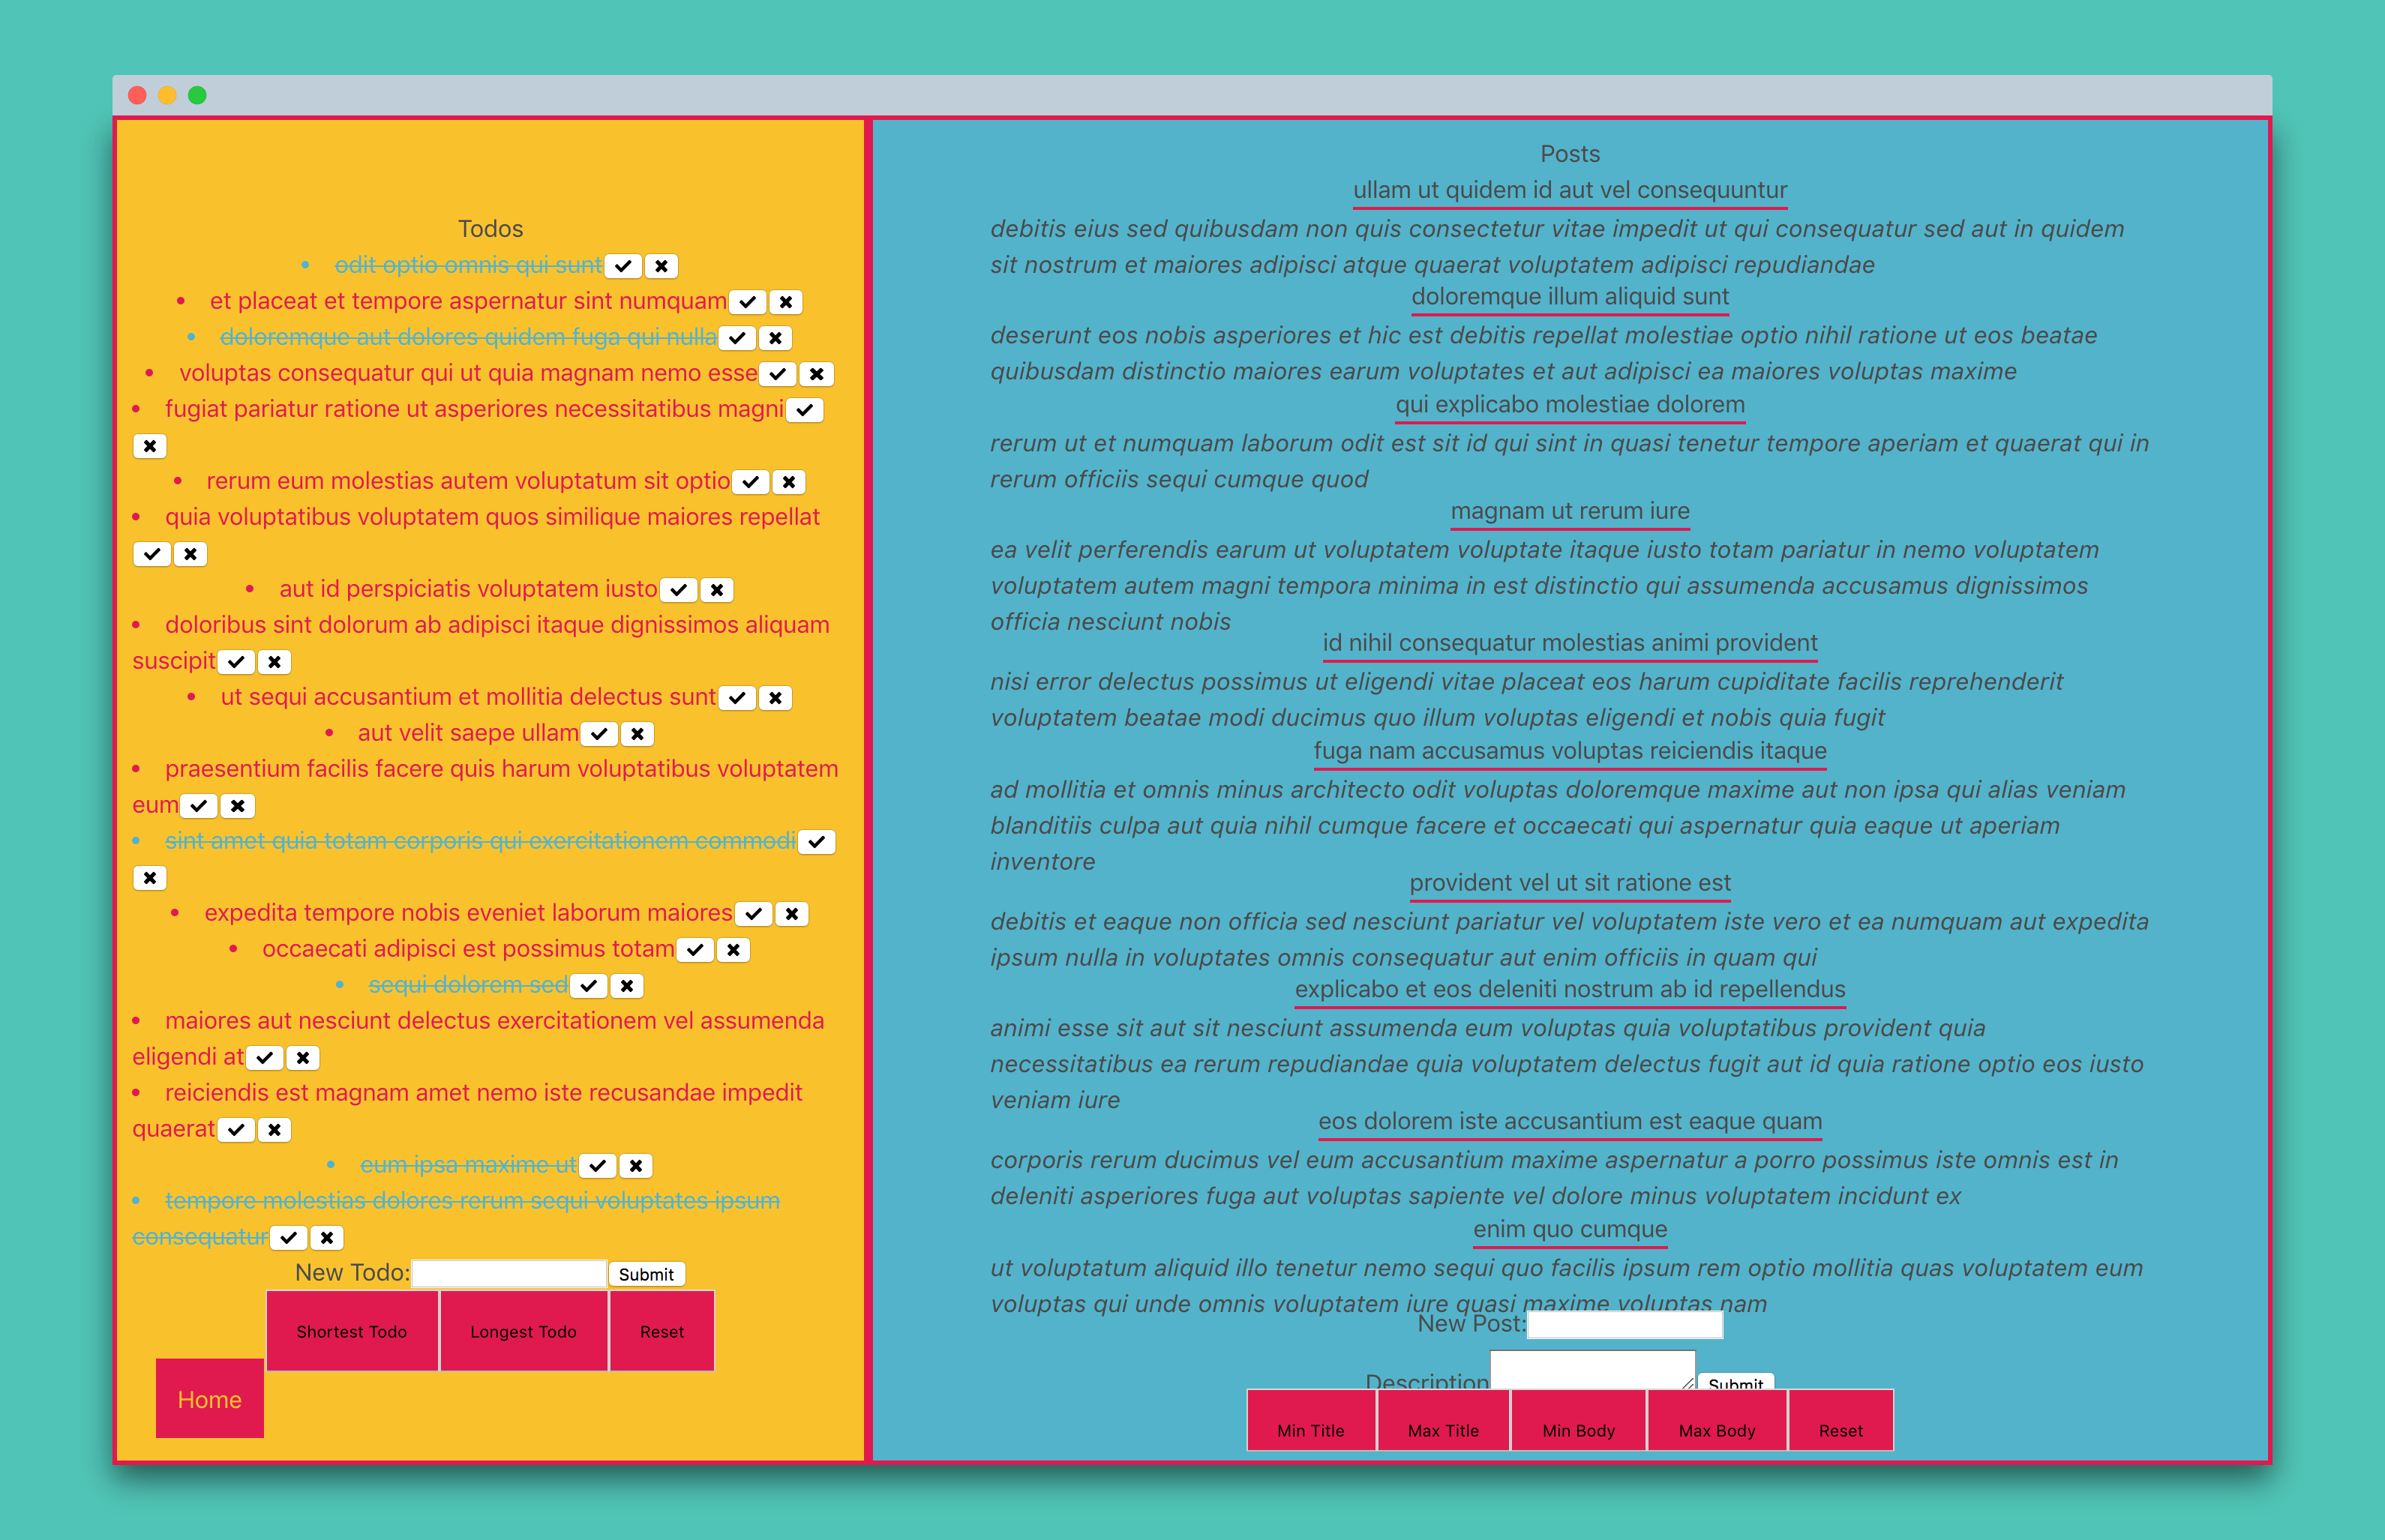 Todos
odit optio omnis qui sunt
et placeat et tempore aspernatur sint numquam
doloremque aut dolores quidem fuga qui nulla
voluptas consequatur qui ut quia magnam nemo esse
fugiat pariatur ratione ut asperiores necessitatibus magni
rerum eum molestias autem voluptatum sit optio
quia voluptatibus voluptatem quos similique maiores repellat
aut id perspiciatis voluptatem iusto
doloribus sint dolorum ab adipisci itaque dignissimos aliquam
suscipit
ut sequi accusantium et mollitia delectus sunt
aut velit saepe ullam
praesentium facilis facere quis harum voluptatibus voluptatem
eum
sint amet quia totam corporis qui exercitationem commodi
expedita tempore nobis eveniet laborum maiores
occaecati adipisci est possimus totam
sequi dolorem sed
maiores aut nesciunt delectus exercitationem vel assumenda
eligendi at
reiciendis est magnam amet nemo iste recusandae impedit
quaerat
eum ipsa maxime ut
tempore molestias dolores rerum sequi voluptates ipsum
consequatur
New Todo: Submit
Shortest Todo Longest Todo Reset
Home
Posts
ullam ut quidem id aut vel consequuntur
debitis eius sed quibusdam non quis consectetur vitae impedit ut qui consequatur sed aut in quidem
sit nostrum et maiores adipisci atque quaerat voluptatem adipisci repudiandae
doloremque illum aliquid sunt
deserunt eos nobis asperiores et hic est debitis repellat molestiae optio nihil ratione ut eos beatae
quibusdam distinctio maiores earum voluptates et aut adipisci ea maiores voluptas maxime
qui explicabo molestiae dolorem
rerum ut et numquam laborum odit est sit id qui sint in quasi tenetur tempore aperiam et quaerat qui in
rerum officiis sequi cumque quod
magnam ut rerum iure
ea velit perferendis earum ut voluptatem voluptate itaque iusto totam pariatur in nemo voluptatem
voluptatem autem magni tempora minima in est distinctio qui assumenda accusamus dignissimos
officia nesciunt nobis
id nihil consequatur molestias animi provident
nisi error delectus possimus ut eligendi vitae placeat eos harum cupiditate facilis reprehenderit
voluptatem beatae modi ducimus quo illum voluptas eligendi et nobis quia fugit
fuga nam accusamus voluptas reiciendis itaque
ad mollitia et omnis minus architecto odit voluptas doloremque maxime aut non ipsa qui alias veniam
blanditiis culpa aut quia nihil cumque facere et occaecati qui aspernatur quia eaque ut aperiam
inventore
provident vel ut sit ratione est
debitis et eaque non officia sed nesciunt pariatur vel voluptatem iste vero et ea numquam aut expedita
ipsum nulla in voluptates omnis consequatur aut enim officiis in quam qui
explicabo et eos deleniti nostrum ab id repellendus
animi esse sit aut sit nesciunt assumenda eum voluptas quia voluptatibus provident quia
necessitatibus ea rerum repudiandae quia voluptatem delectus fugit aut id quia ratione optio eos iusto
veniam iure
eos dolorem iste accusantium est eaque quam
corporis rerum ducimus vel eum accusantium maxime aspernatur a porro possimus iste omnis est in
deleniti asperiores fuga aut voluptas sapiente vel dolore minus voluptatem incidunt ex
enim quo cumque
ut voluptatum aliquid illo tenetur nemo sequi quo facilis ipsum rem optio mollitia quas voluptatem eum
voluptas qui unde omnis voluptatem iure quasi maxime voluptas nam
New Post:
Description Submit
Min Title Max Title Min Body Max Body Reset